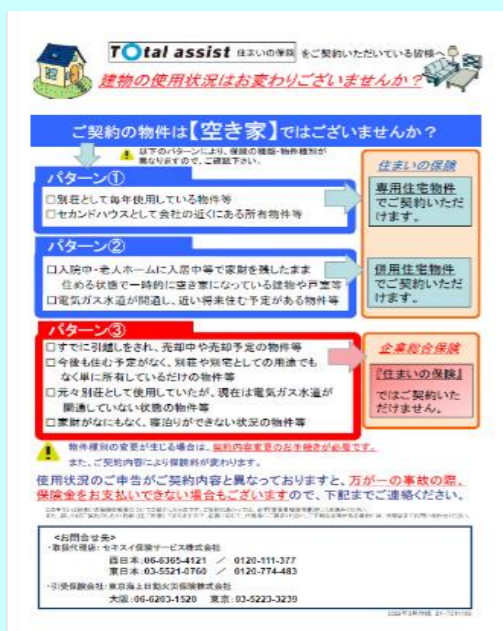 Total assist 住まいの保険 をご契約いただいている皆様へ
建物の使用状況はお変わりございませんか？
ご契約の物件は【空き家】ではございませんか？
以下のパターンにより、保険の種類・物件種別が
異なりますので、ご確認下さい。
住まいの保険
パターン①
□別荘として毎年使用している物件等
□セカンドハウスとして会社の近くにある所有物件等
専用住宅物件
でご契約いただ
けます。
パターン②
□入院中・老人ホームに入居中等で家財を残したまま
住める状態で一時的に空き家になっている建物や戸室等
□電気ガス水道が開通し、近い将来住む予定がある物件等
併用住宅物件
でご契約いただ
けます。
パターン③
□すでに引越しをされ、売却中や売却予定の物件等
□今後も住む予定がなく、別荘や別宅としての用途でも
なく単に所有しているだけの物件等
□元々別荘として使用していたが、現在は電気ガス水道が
開通していない状態の物件等
□家財がなにもなく、寝泊りができない状況の物件等
企業総合保険
『住まいの保険』
ではご契約いた
だけません。
物件種別の変更が生じる場合は、契約内容変更のお手続きが必要です。
また、ご契約内容により保険料が変わります。
使用状況のご申告がご契約内容と異なっておりますと、万が一の事故の際、
保険金をお支払いできない場合もございますので、下記までご連絡ください。
＜お問合せ先＞
・取扱代理店：セキスイ保険サービス株式会社
西日本：06-6365-4121 ／ 0120-111-377
東日本：03-5521-0760 ／ 0120-774-483
・引受保険会社：東京海上日動火災保険株式会社
大阪：06-6203-1520 東京：03-5223-3239